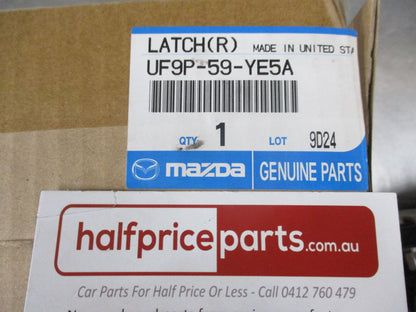 LATCH(R) MADE IN UNITED STA
UF9P-59-YE5A
QTY 1 LOT 9D24
mazda GENUINE PARTS
halfpriceparts.com.au
Car Parts For Half Price Or Less - Call 0412 760 479